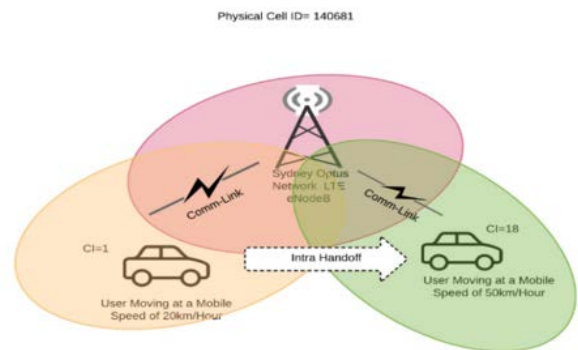 Physical Cell ID= 140681
Sydney Optus
Network LTE
eNodeB
Comm-Link
Comm-Link
CI=1
CI=18
Intra Handoff
User Moving at a Mobile
Speed of 20km/Hour
User Moving at a Mobile
Speed of 50km/Hour